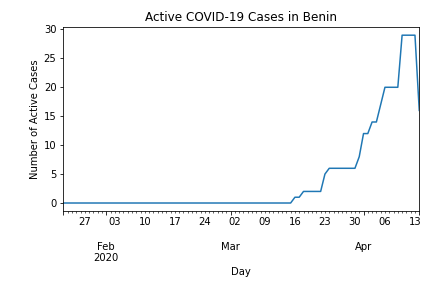 Active COVID-19 Cases in Benin
30
25
20
15
10
5
0
Number of Active Cases
27 03 10 17 24 02 09 16 23 30 06 13
Feb Mar Apr
2020
Day